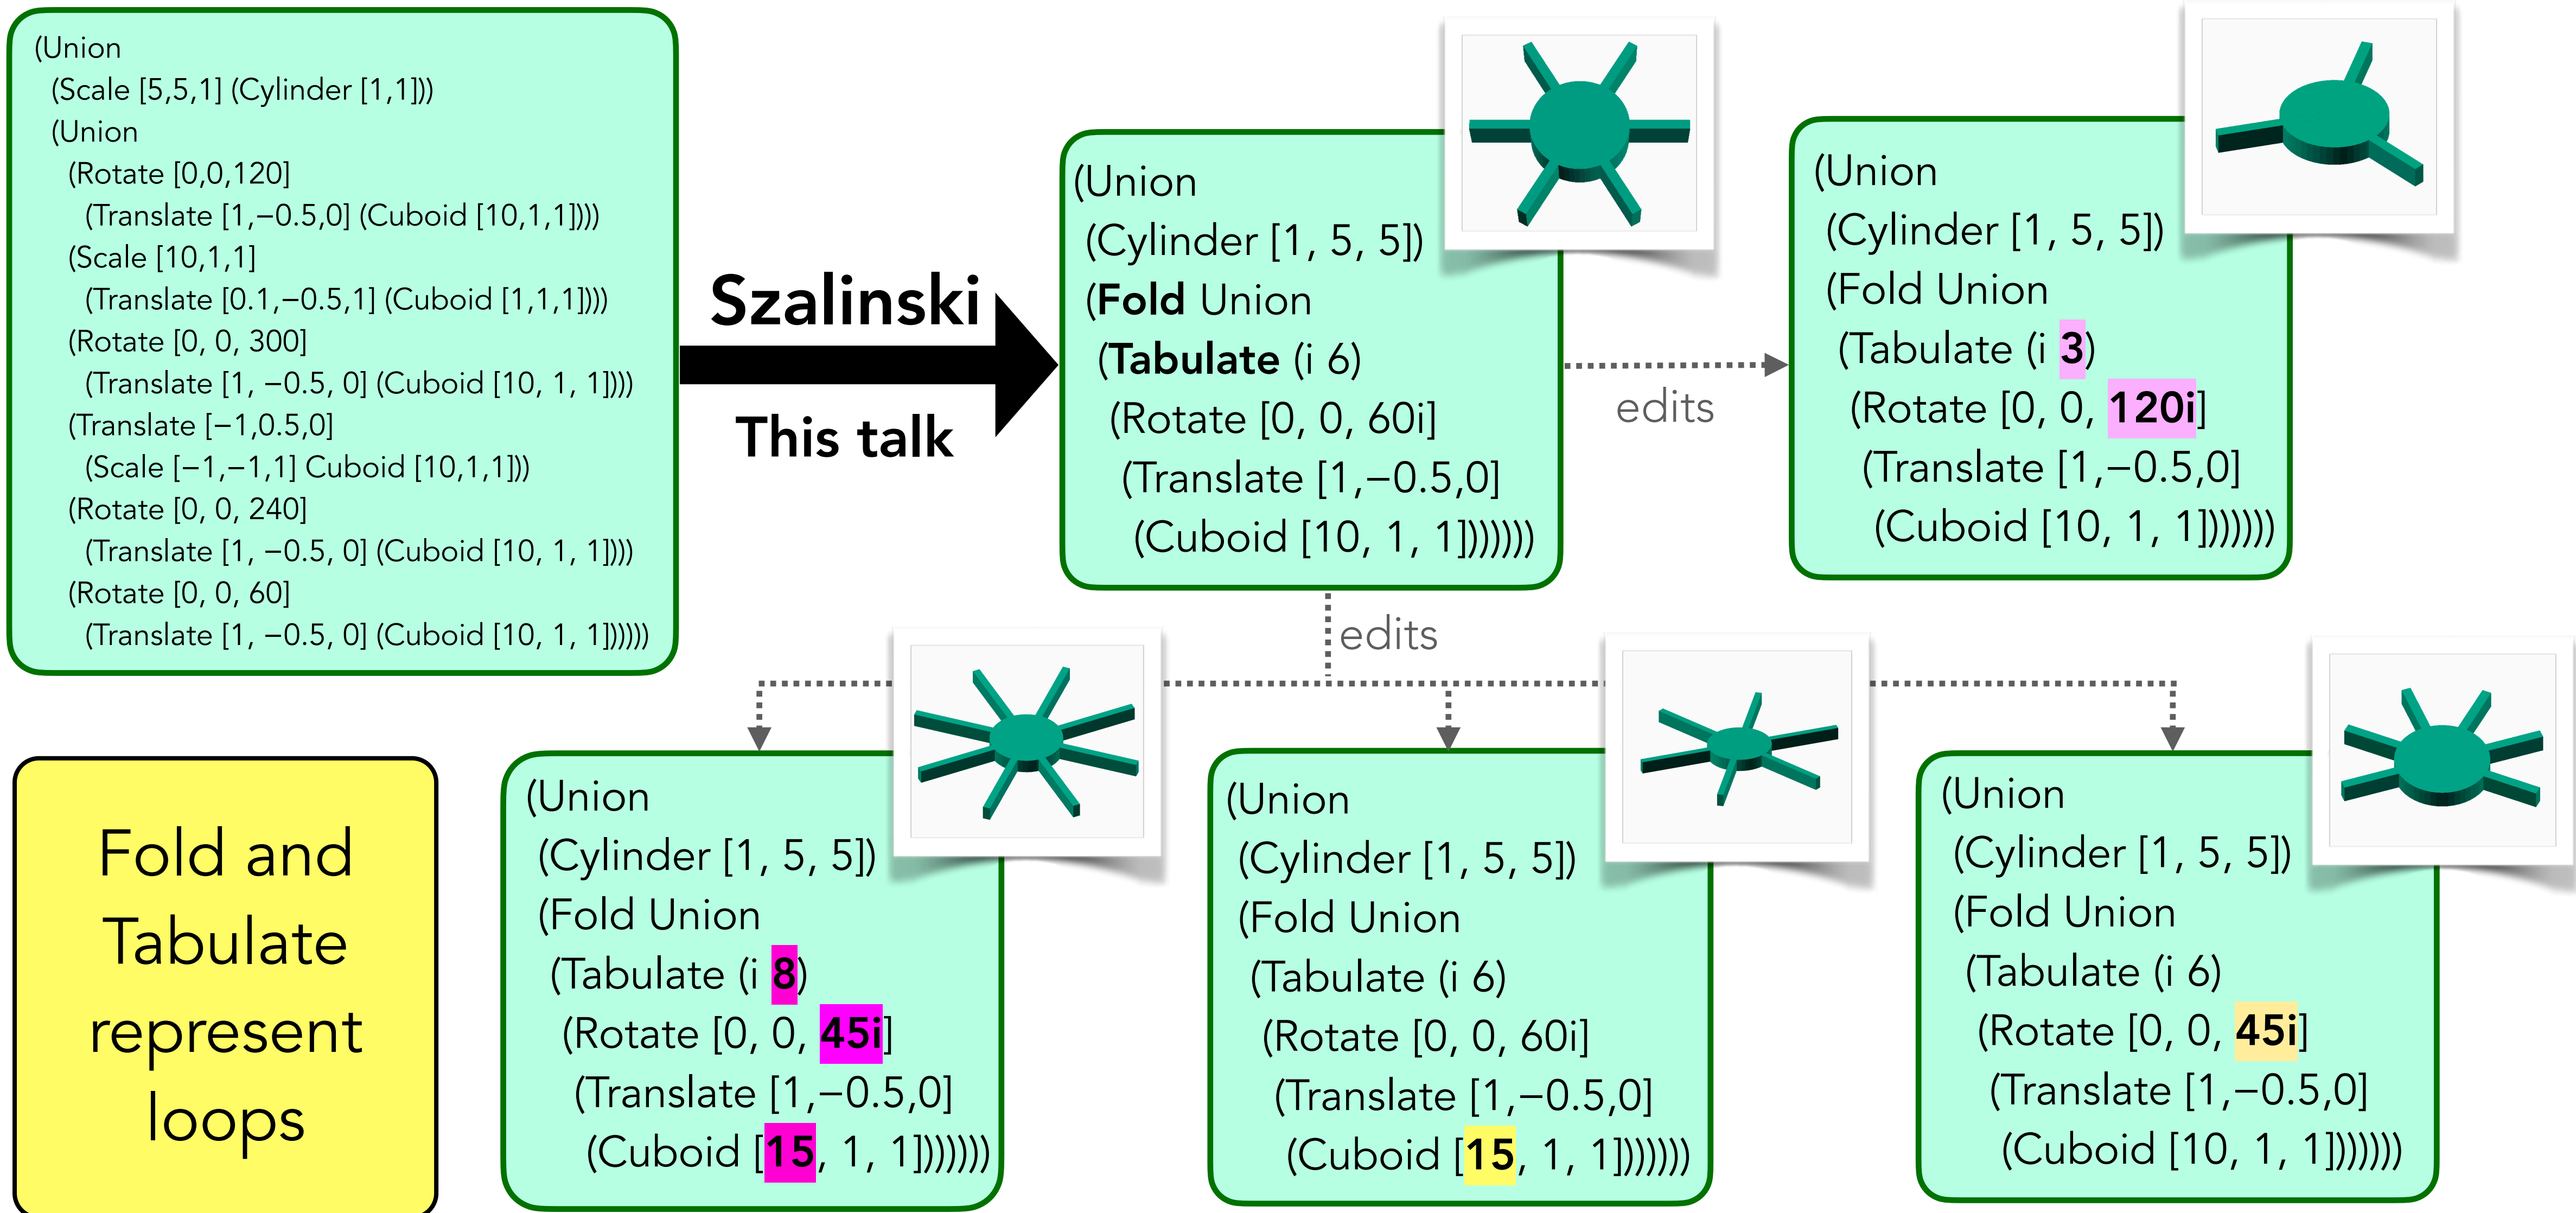 (Union
(Scale [5,5,1] (Cylinder [1,1]))
(Union
(Rotate [0,0,120]
(Translate [1,−0.5,0] (Cuboid [10,1,1])))
(Scale [10,1,1]
(Translate [0.1,−0.5,1] (Cuboid [1,1,1])))
(Rotate [0, 0, 300]
(Translate [1, −0.5, 0] (Cuboid [10, 1, 1])))
(Translate [−1,0.5,0]
(Scale [−1,−1,1] Cuboid [10,1,1]))
(Rotate [0, 0, 240]
(Translate [1, −0.5, 0] (Cuboid [10, 1, 1])))
(Rotate [0, 0, 60]
(Translate [1, −0.5, 0] (Cuboid [10, 1, 1])))))
Szalinski
This talk
(Union
(Cylinder [1, 5, 5])
(Fold Union
(Tabulate (i 6)
(Rotate [0, 0, 60i]
(Translate [1,−0.5,0]
(Cuboid [10, 1, 1]))))))
edits
(Union
(Cylinder [1, 5, 5])
(Fold Union
(Tabulate (i 3)
(Rotate [0, 0, 120i]
(Translate [1,−0.5,0]
(Cuboid [10, 1, 1]))))))
edits
Fold and
Tabulate
represent
loops
(Union
(Cylinder [1, 5, 5])
(Fold Union
(Tabulate (i 8)
(Rotate [0, 0, 45i]
(Translate [1,−0.5,0]
(Cuboid [15, 1, 1]))))))
(Union
(Cylinder [1, 5, 5])
(Fold Union
(Tabulate (i 6)
(Rotate [0, 0, 60i]
(Translate [1,−0.5,0]
(Cuboid [15, 1, 1]))))))
(Union
(Cylinder [1, 5, 5])
(Fold Union
(Tabulate (i 6)
(Rotate [0, 0, 45i]
(Translate [1,−0.5,0]
(Cuboid [10, 1, 1]))))))